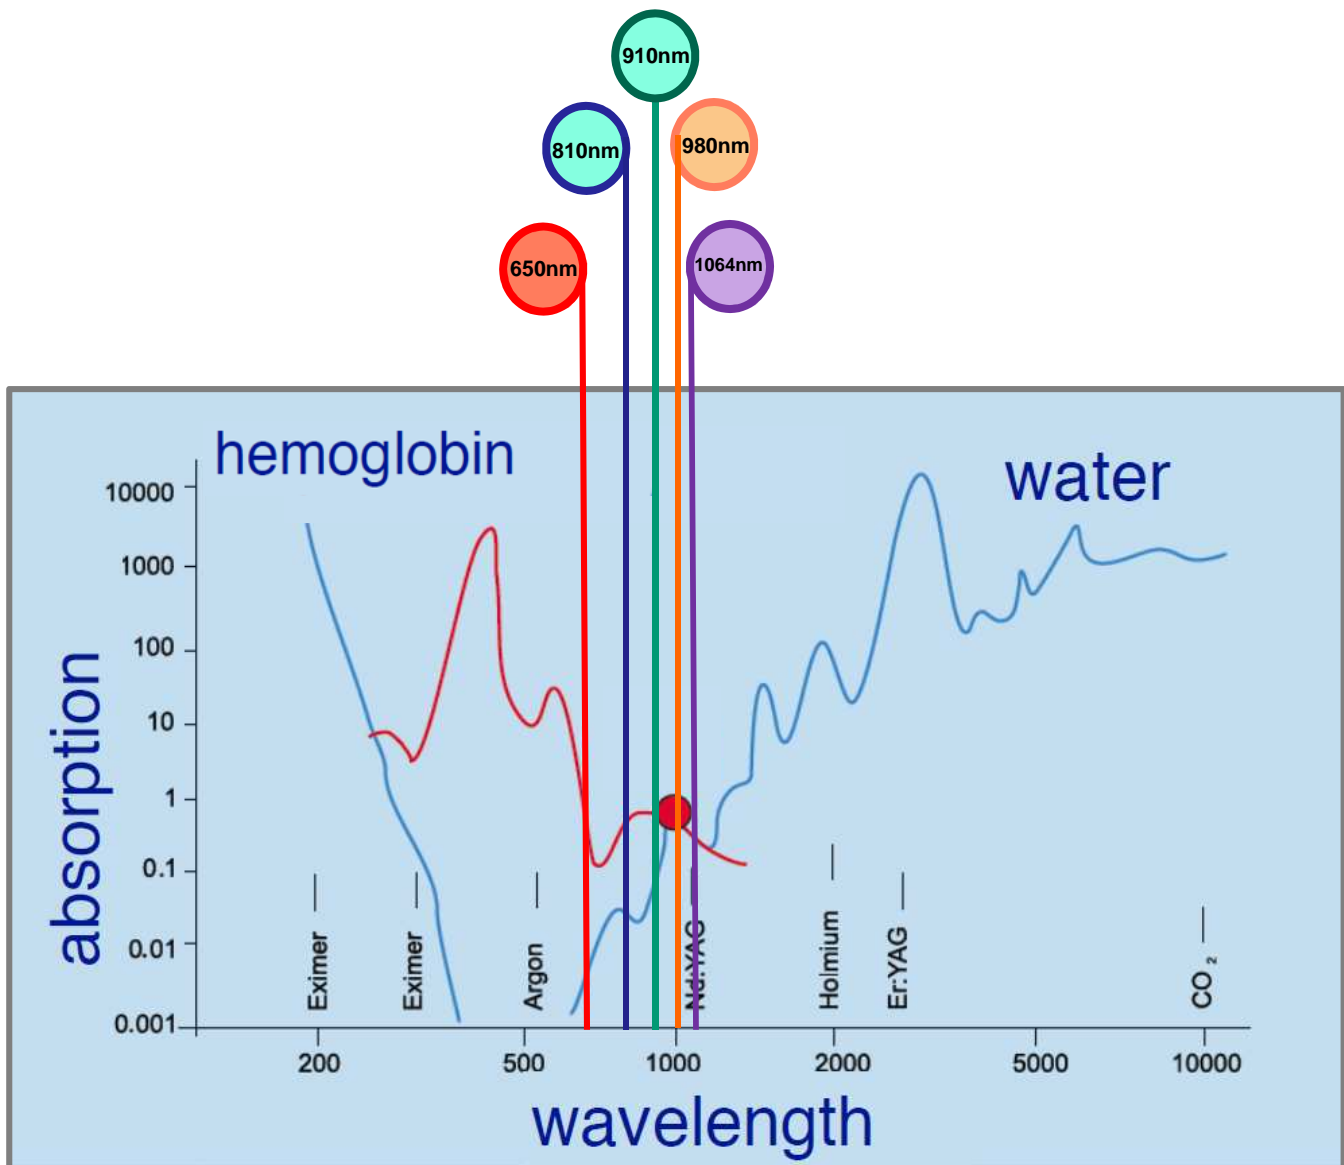 910nm
810nm
980nm
650nm
1064nm
hemoglobin
water
10000
1000
100
10
1
0.1
0.01
0.001
absorption
Eximer
Eximer
Argon
Nd:YAG
Holmium
Er:YAG
CO2
200
500
1000
2000
5000
10000
wavelength